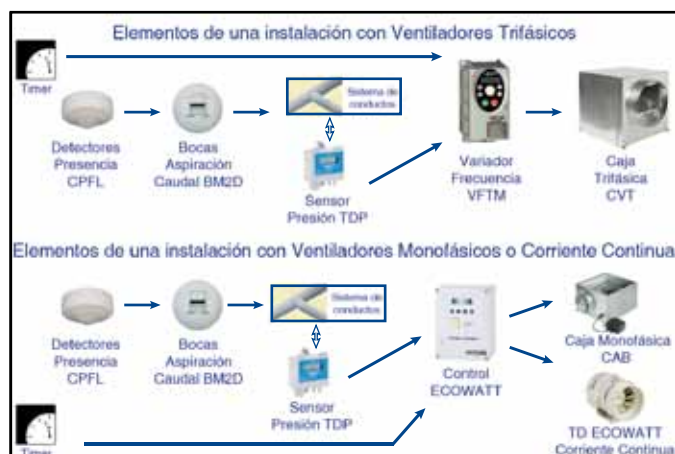 Elementos de una instalación con Ventiladores Trifásicos
Timer
Sistema de
conductos
Detectores
Presencia
CPFL
Bocas
Aspiración
Caudal BM2D
Sensor
Presión TDP
Variador
Frecuencia
VFTM
Caja
Trifásica
CVT
Elementos de una instalación con Ventiladores Monofásicos o Corriente Continua
Sistema de
conductos
Detectores
Presencia
CPFL
Bocas
Aspiración
Caudal BM2D
Sensor
Presión TDP
Control
ECOWATT
Caja Monofásica
CAB
TD ECOWATT
Corriente Continua
Timer